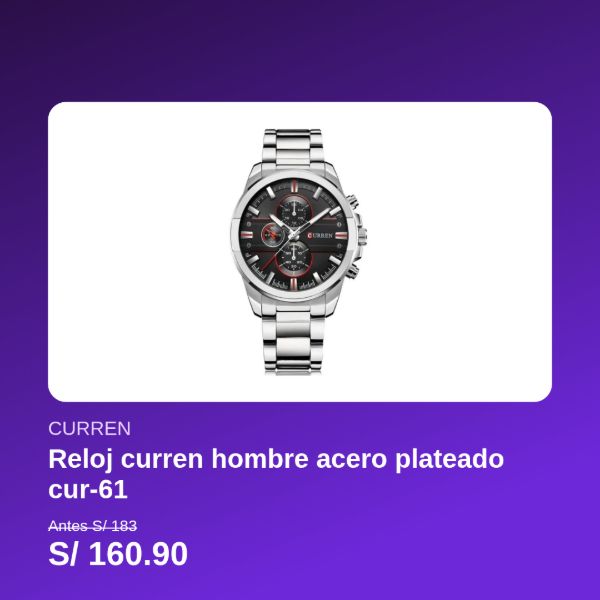 CURREN
CURREN
Reloj curren hombre acero plateado
cur-61
Antes S/ 183
S/ 160.90